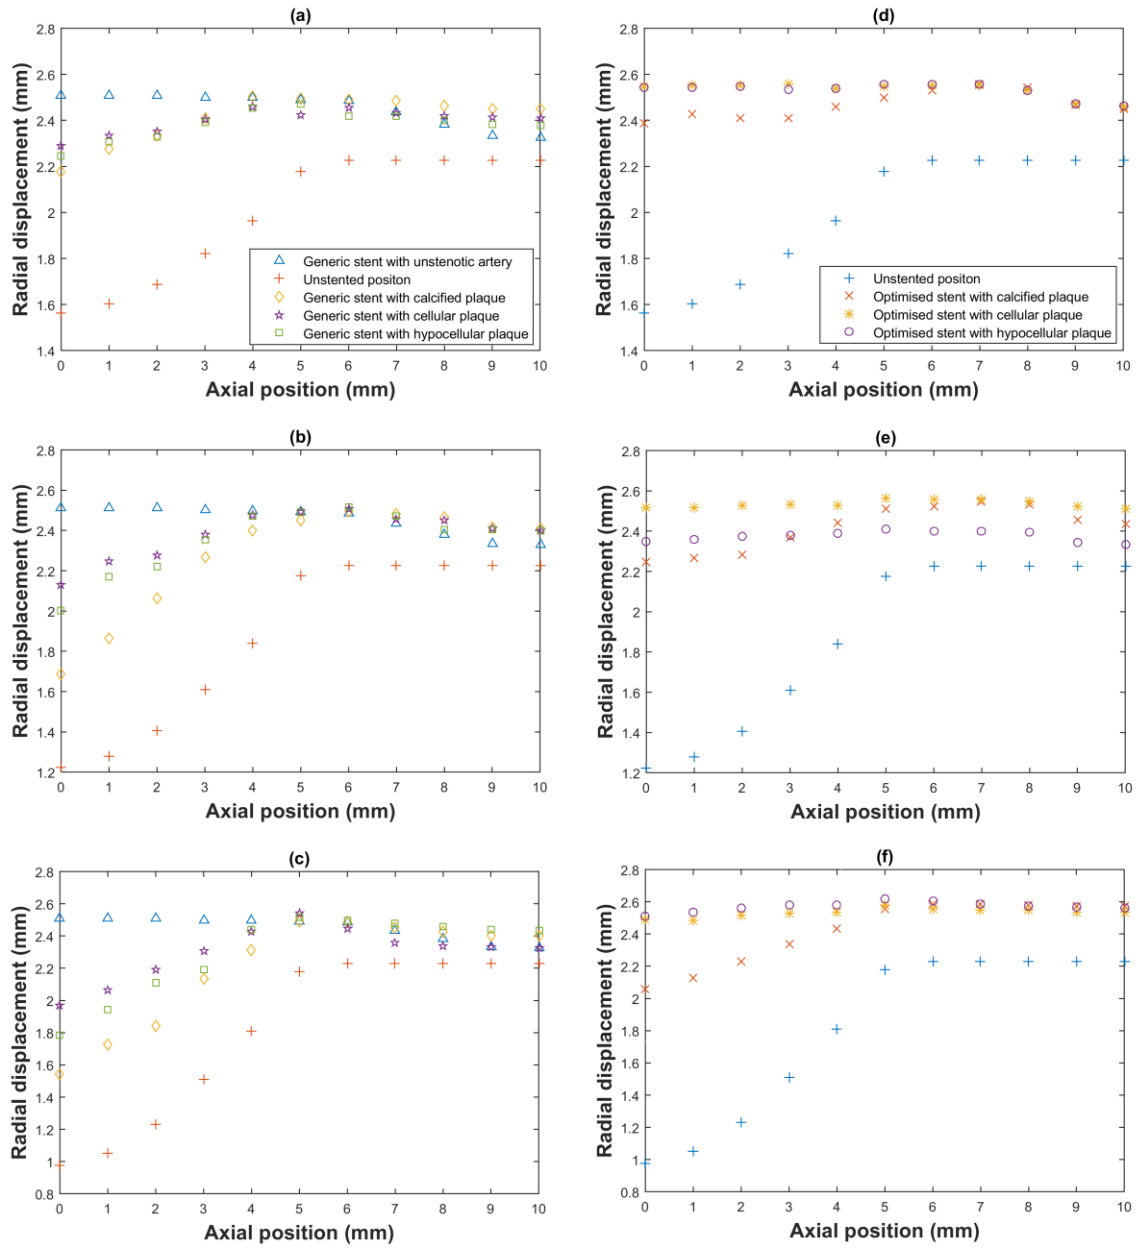 (a)
Radial displacement (mm)
2.8
2.6
2.4
2.2
2
1.8
1.6
1.4
Generic stent with unstenotic artery
Unstented positon
Generic stent with calcified plaque
Generic stent with cellular plaque
Generic stent with hypocellular plaque
0 1 2 3 4 5 6 7 8 9 10
Axial position (mm)
(d)
Radial displacement (mm)
2.8
2.6
2.4
2.2
2
1.8
1.6
1.4
Unstented positon
Optimised stent with calcified plaque
Optimised stent with cellular plaque
Optimised stent with hypocellular plaque
0 1 2 3 4 5 6 7 8 9 10
Axial position (mm)
(b)
Radial displacement (mm)
2.8
2.6
2.4
2.2
2
1.8
1.6
1.4
1.2
0 1 2 3 4 5 6 7 8 9 10
Axial position (mm)
(e)
Radial displacement (mm)
2.8
2.6
2.4
2.2
2
1.8
1.6
1.4
1.2
0 1 2 3 4 5 6 7 8 9 10
Axial position (mm)
(c)
Radial displacement (mm)
2.8
2.6
2.4
2.2
2
1.8
1.6
1.4
1.2
1
0.8
0 1 2 3 4 5 6 7 8 9 10
Axial position (mm)
(f)
Radial displacement (mm)
2.8
2.6
2.4
2.2
2
1.8
1.6
1.4
1.2
1
0.8
0 1 2 3 4 5 6 7 8 9 10
Axial position (mm)